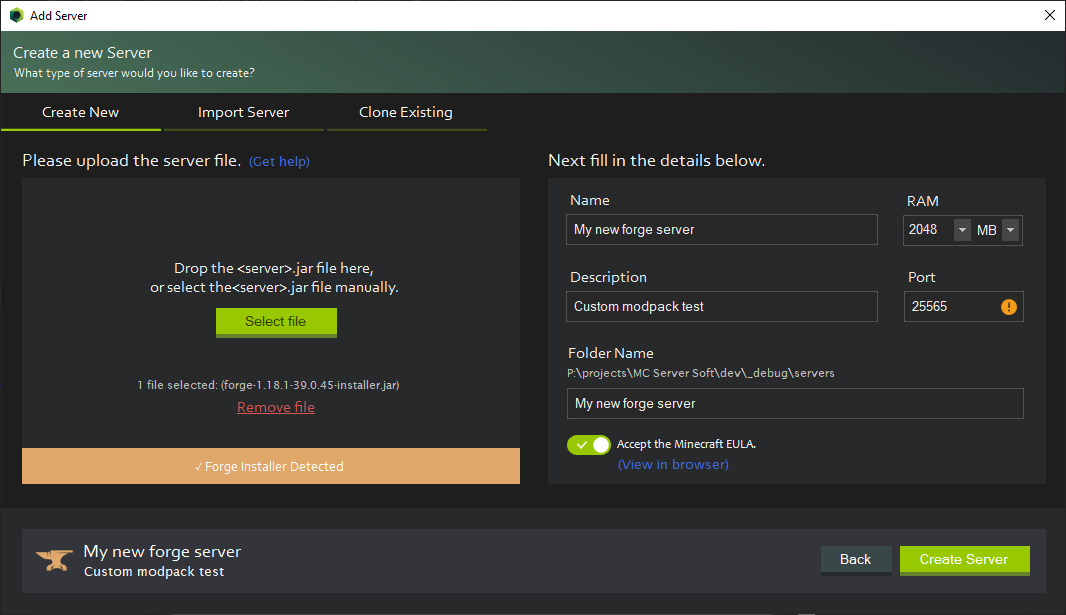 Add Server
Create a new Server
What type of server would you like to create?
Create New
Import Server
Clone Existing
Please upload the server file. (Get help)
Drop the <server>.jar file here,
or select the<server>.jar file manually.
Select file
1 file selected: (forge-1.18.1-39.0.45-installer.jar)
Remove file
✓Forge Installer Detected
Next fill in the details below.
Name
My new forge server
RAM
2048 MB
Description
Custom modpack test
Port
25565
Folder Name
P:\projects\MC Server Soft\dev\_debug\servers
My new forge server
Accept the Minecraft EULA.
(View in browser)
My new forge server
Custom modpack test
Back
Create Server